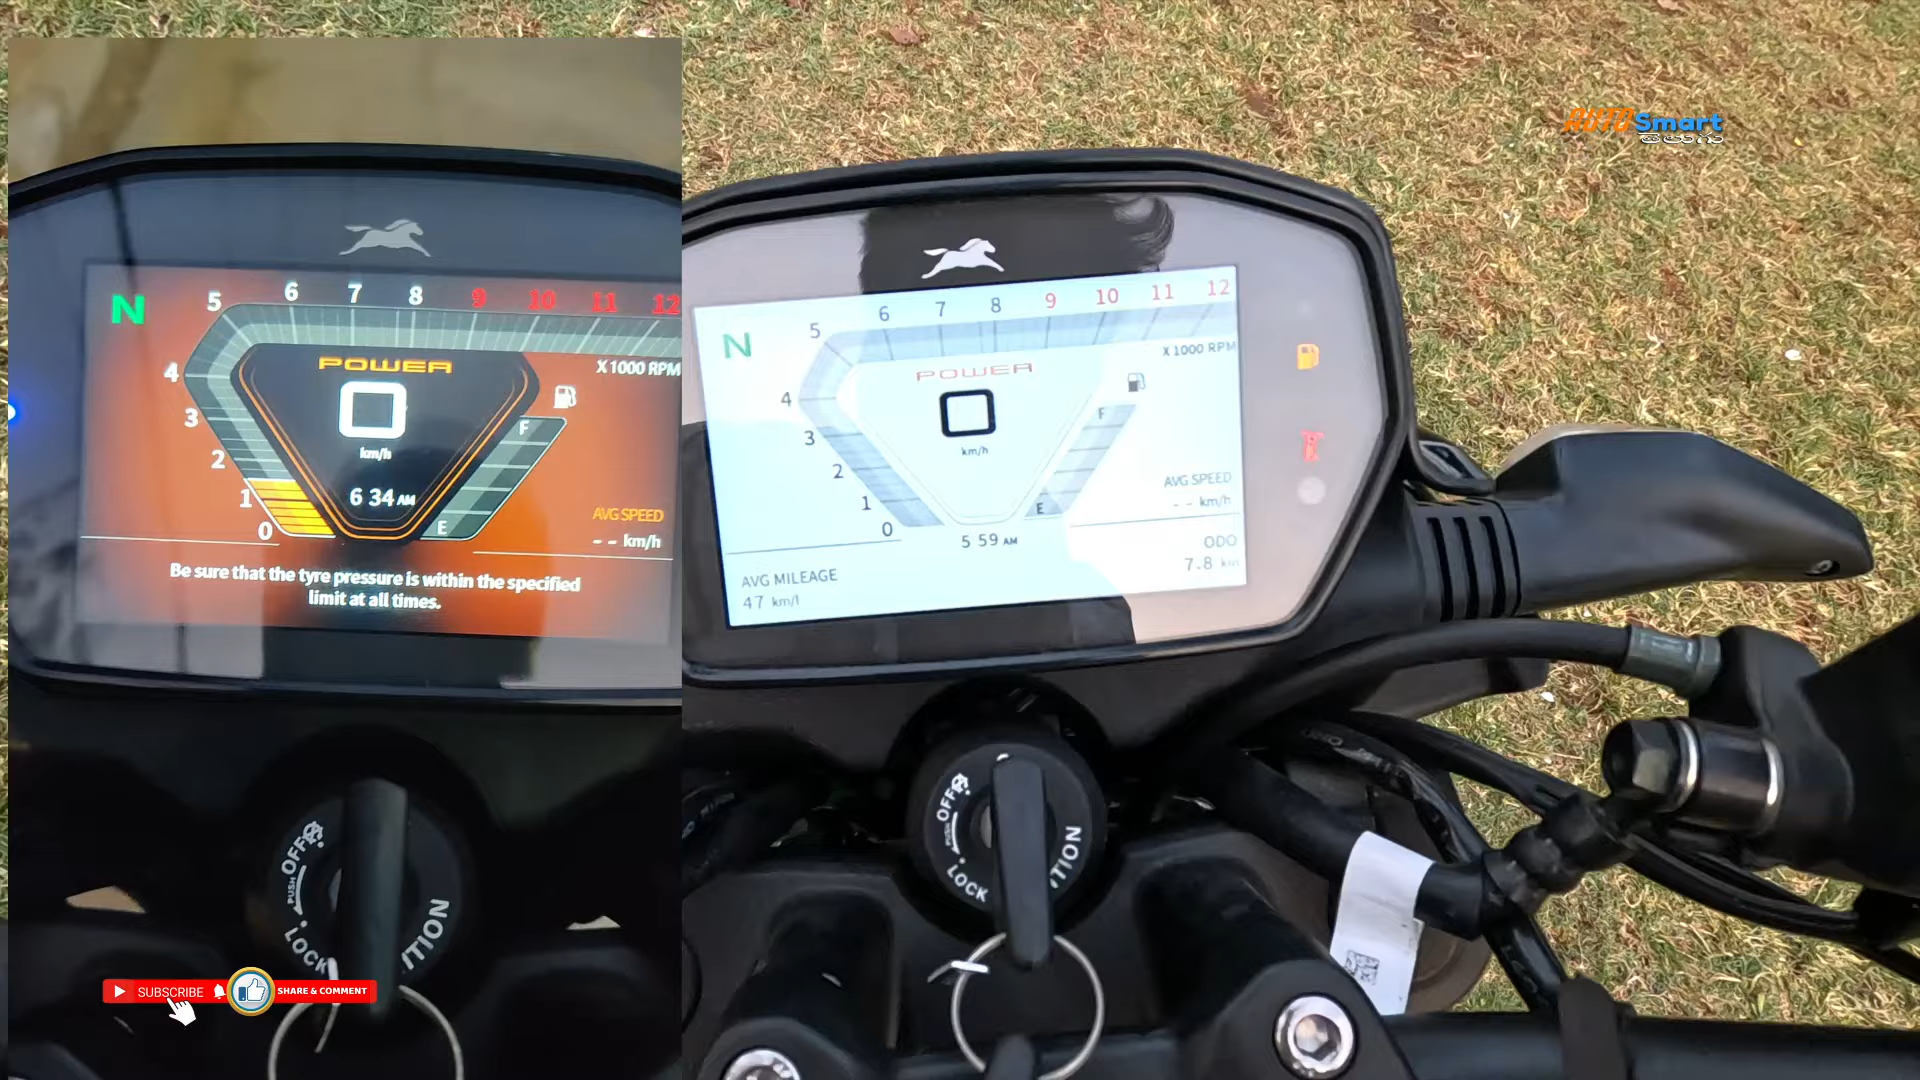 N
5
6
7
8
9
10
11
12
4
3
2
1
0
X 1000 RPM
POWER
0
km/h
6 34 AM
F
E
AVG SPEED
-- km/h
Be sure that the tyre pressure is within the specified
limit at all times.
OFF
PUSH
LOCK
ITION
SUBSCRIBE
SHARE & COMMENT
N
5
6
7
8
9
10
11
12
4
3
2
1
0
X 1000 RPM
POWER
0
km/h
F
E
5 59 AM
AVG SPEED
-- km/h
ODO
7.8 km
AVG MILEAGE
47 km/l
OFF
PUSH
LOCK
ITION
AUTO Smart
తెలుగు